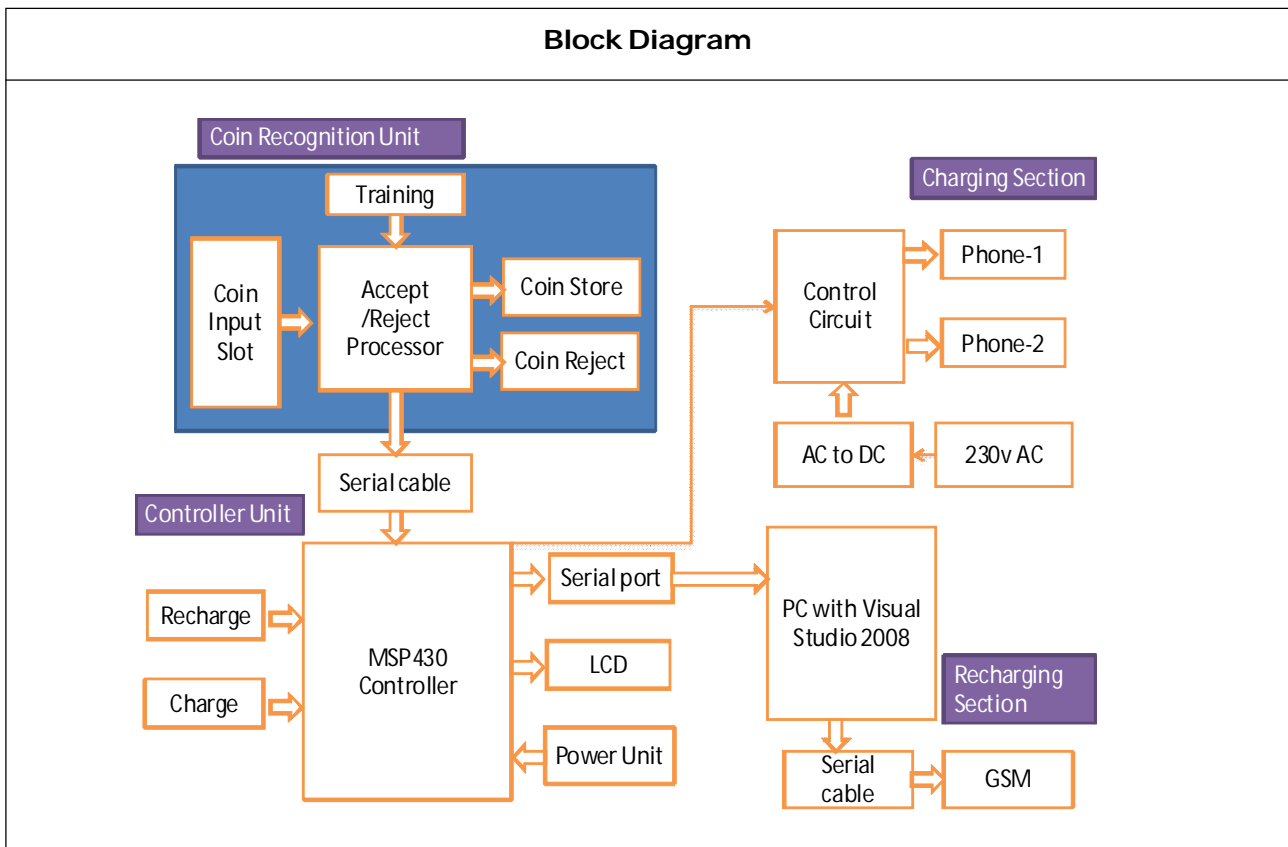 Block Diagram
Coin Recognition Unit
Training
Coin
Input
Slot
Accept
/Reject
Processor
Coin Store
Coin Reject
Serial cable
Charging Section
Control
Circuit
Phone-1
Phone-2
AC to DC
230v AC
Controller Unit
Recharge
Charge
MSP430
Controller
Serial port
LCD
Power Unit
PC with Visual
Studio 2008
Recharging
Section
Serial
cable
GSM